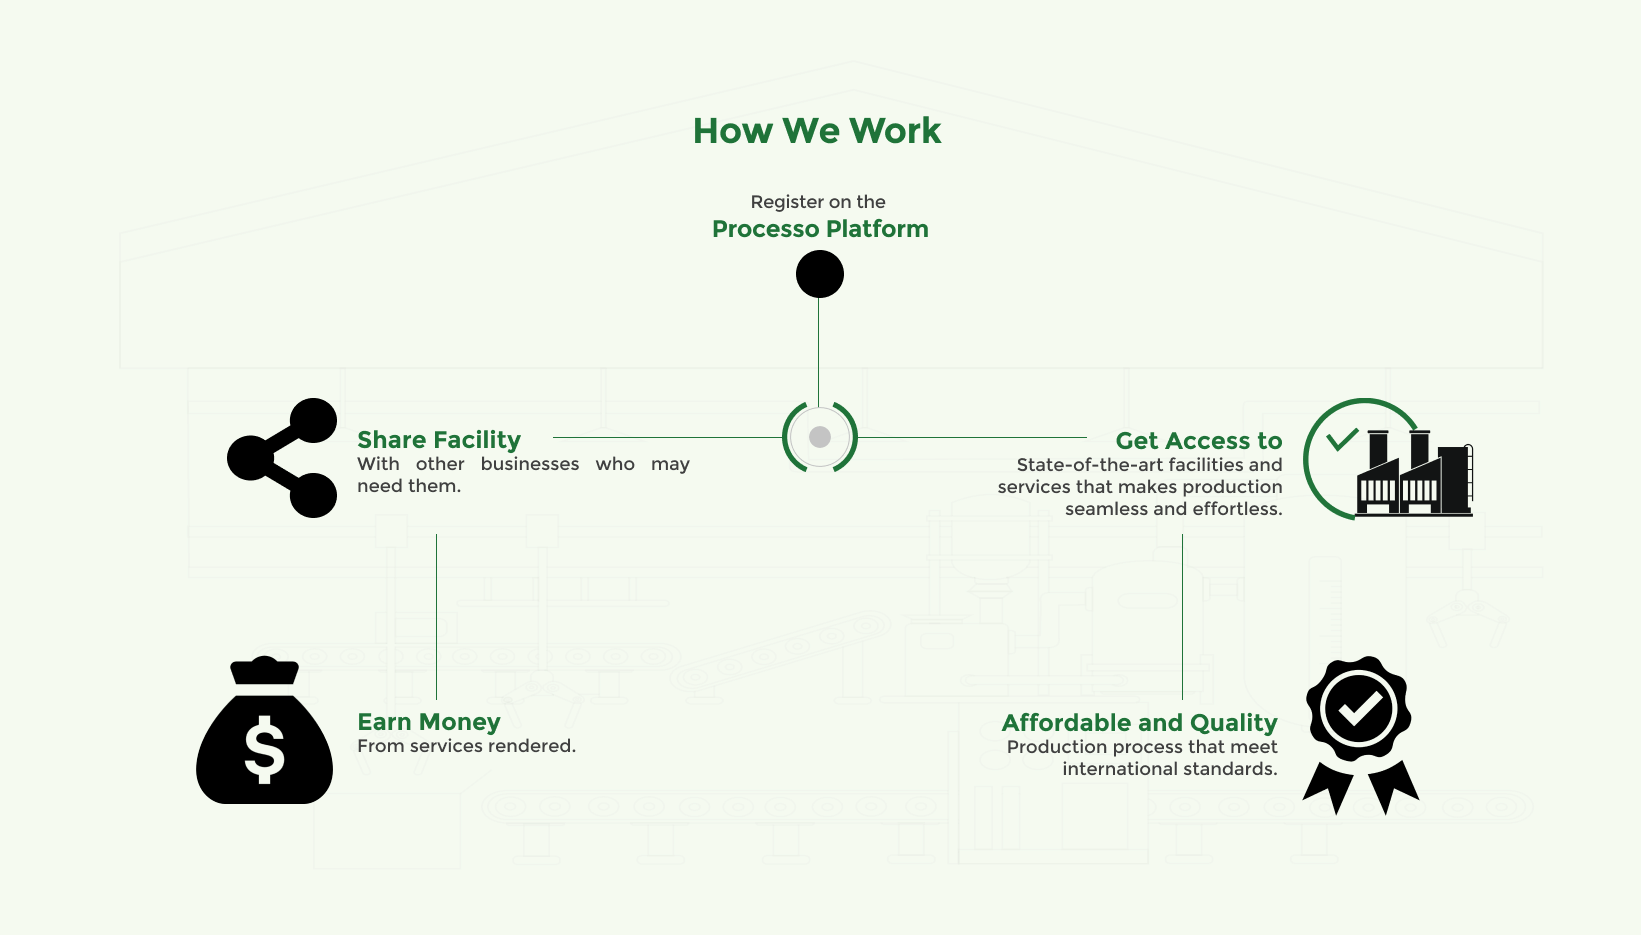 How We Work
Register on the
Processo Platform
Share Facility
With other businesses who may
need them.
Get Access to
State-of-the-art facilities and
services that makes production
seamless and effortless.
$
Earn Money
From services rendered.
Affordable and Quality
Production process that meet
international standards.